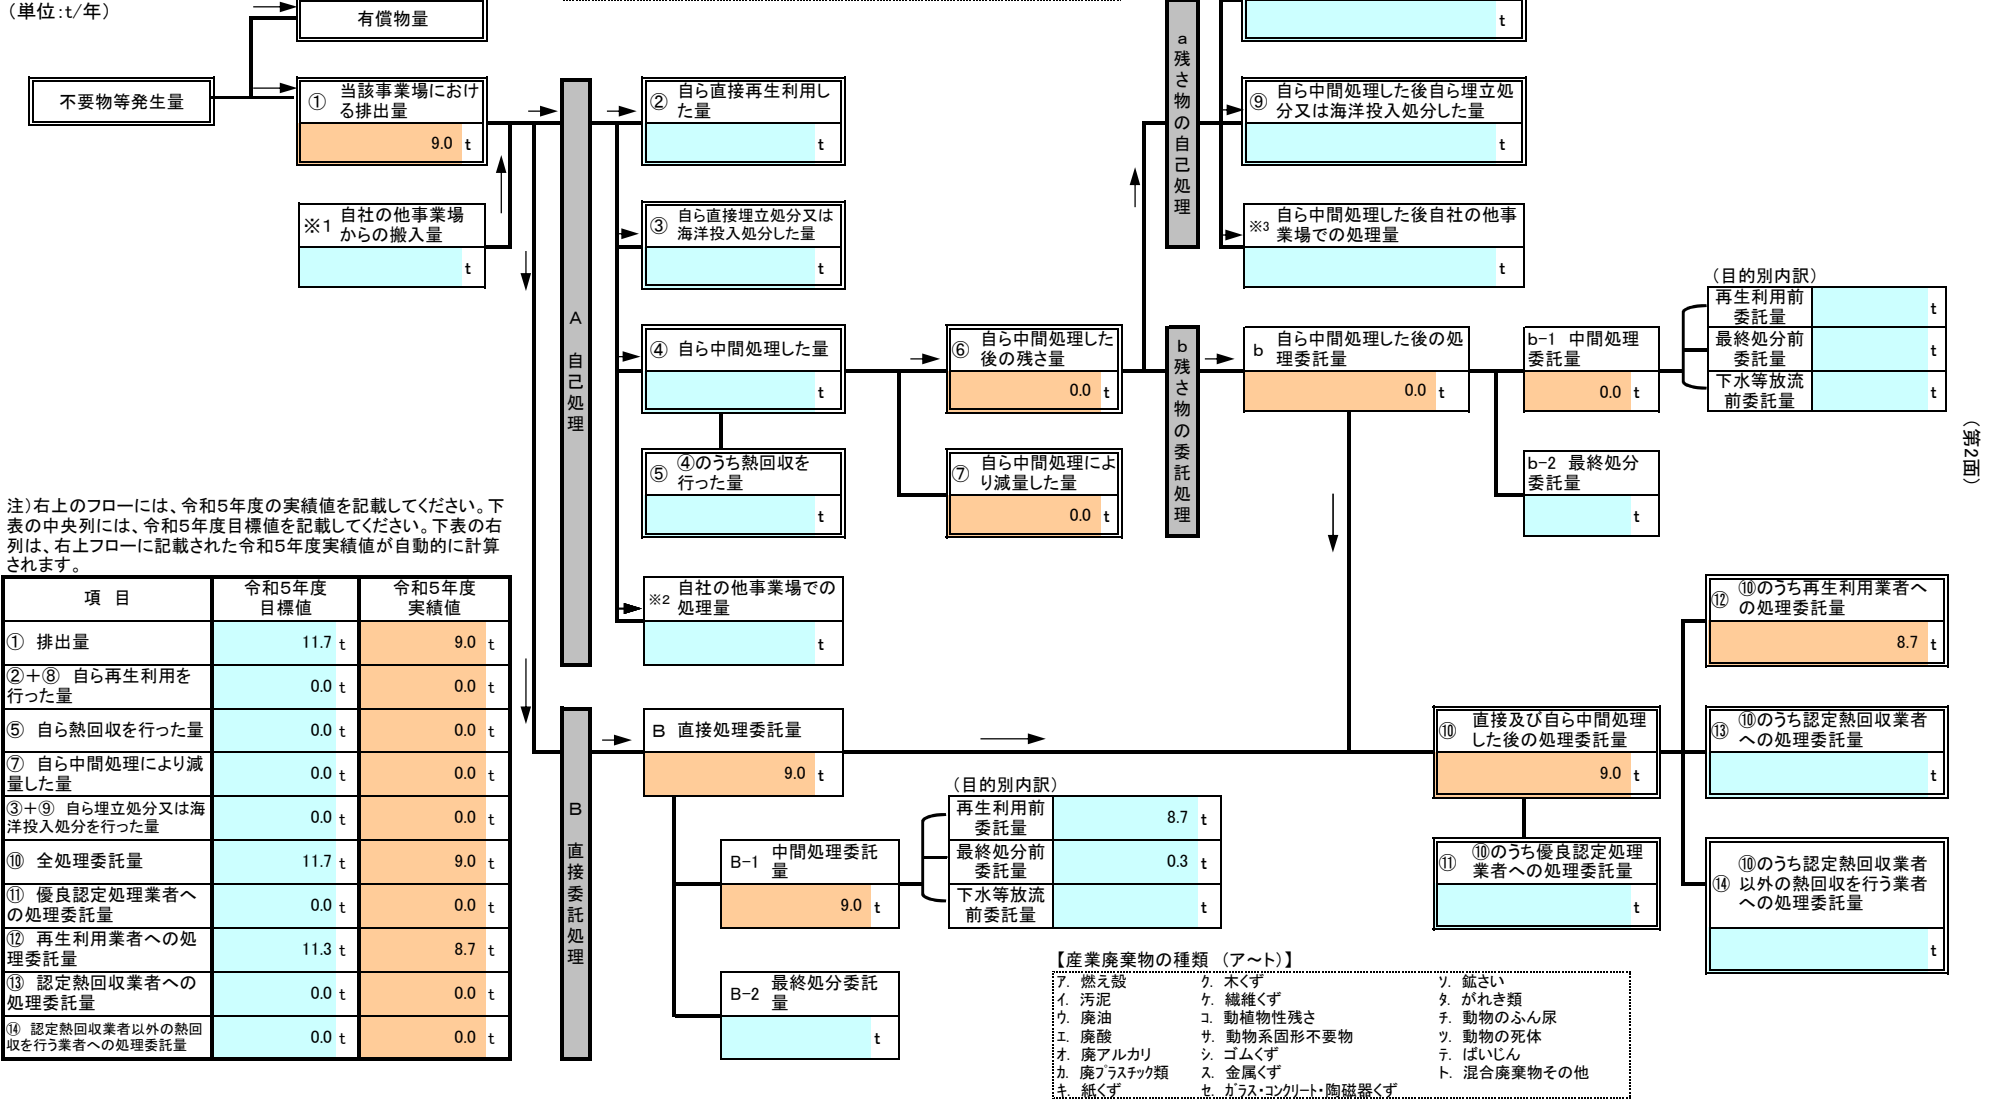 (単位:t/年)
有償物量
不要物等発生量
① 当該事業場におけ
る排出量
9.0 t
※1 自社の他事業場
からの搬入量
t
A 自己処理
② 自ら直接再生利用し
た量
t
③ 自ら直接埋立処分又は
海洋投入処分した量
t
④ 自ら中間処理した量
t
⑤ ④のうち熱回収を
行った量
t
※2 自社の他事業場での
処理量
t
⑥ 自ら中間処理した
後の残さ量
0.0 t
⑦ 自ら中間処理によ
り減量した量
0.0 t
a 残さ物の自己処理
t
⑨ 自ら中間処理した後自ら埋立処
分又は海洋投入処分した量
t
※3 自ら中間処理した後自社の他事
業場での処理量
t
b 残さ物の委託処理
b 自ら中間処理した後の処
理委託量
0.0 t
b-1 中間処理
委託量
0.0 t
b-2 最終処分
委託量
t
(目的別内訳)
再生利用前
委託量 t
最終処分前
委託量 t
下水等放流
前委託量 t
(第2面)
注)右上のフローには、令和5年度の実績値を記載してください。下
表の中央列には、令和5年度目標値を記載してください。下表の右
列は、右上フローに記載された令和5年度実績値が自動的に計算
されます。
項 目 令和5年度 令和5年度
目標値 実績値
① 排出量 11.7 t 9.0 t
②+⑧ 自ら再生利用を
行った量 0.0 t 0.0 t
⑤ 自ら熱回収を行った量 0.0 t 0.0 t
⑦ 自ら中間処理により減
量した量 0.0 t 0.0 t
③+⑨ 自ら埋立処分又は海
洋投入処分を行った量 0.0 t 0.0 t
⑩ 全処理委託量 11.7 t 9.0 t
⑪ 優良認定処理業者へ
の処理委託量 0.0 t 0.0 t
⑫ 再生利用業者への処
理委託量 11.3 t 8.7 t
⑬ 認定熱回収業者への
処理委託量 0.0 t 0.0 t
⑭ 認定熱回収業者以外の熱回
収を行う業者への処理委託量 0.0 t 0.0 t
B 直接委託処理
B 直接処理委託量
9.0 t
B-1 中間処理委託
量
9.0 t
B-2 最終処分委託
量
t
(目的別内訳)
再生利用前
委託量 8.7 t
最終処分前
委託量 0.3 t
下水等放流
前委託量 t
⑩ 直接及び自ら中間処理
した後の処理委託量
9.0 t
⑪ ⑩のうち優良認定処理
業者への処理委託量
t
⑫ ⑩のうち再生利用業者へ
の処理委託量
8.7 t
⑬ ⑩のうち認定熱回収業者
への処理委託量
t
⑭ ⑩のうち認定熱回収業者
以外の熱回収を行う業者
への処理委託量
t
【産業廃棄物の種類 (ア~ト)】
ア. 燃え殻 ク. 木くず ソ. 鉱さい
イ. 汚泥 ケ. 繊維くず タ. がれき類
ウ. 廃油 コ. 動植物性残さ チ. 動物のふん尿
エ. 廃酸 サ. 動物系固形不要物 ツ. 動物の死体
オ. 廃アルカリ シ. ゴムくず テ. ばいじん
カ. 廃プラスチック類 ス. 金属くず ト. 混合廃棄物その他
キ. 紙くず セ. ガラス・コンクリート・陶磁器くず